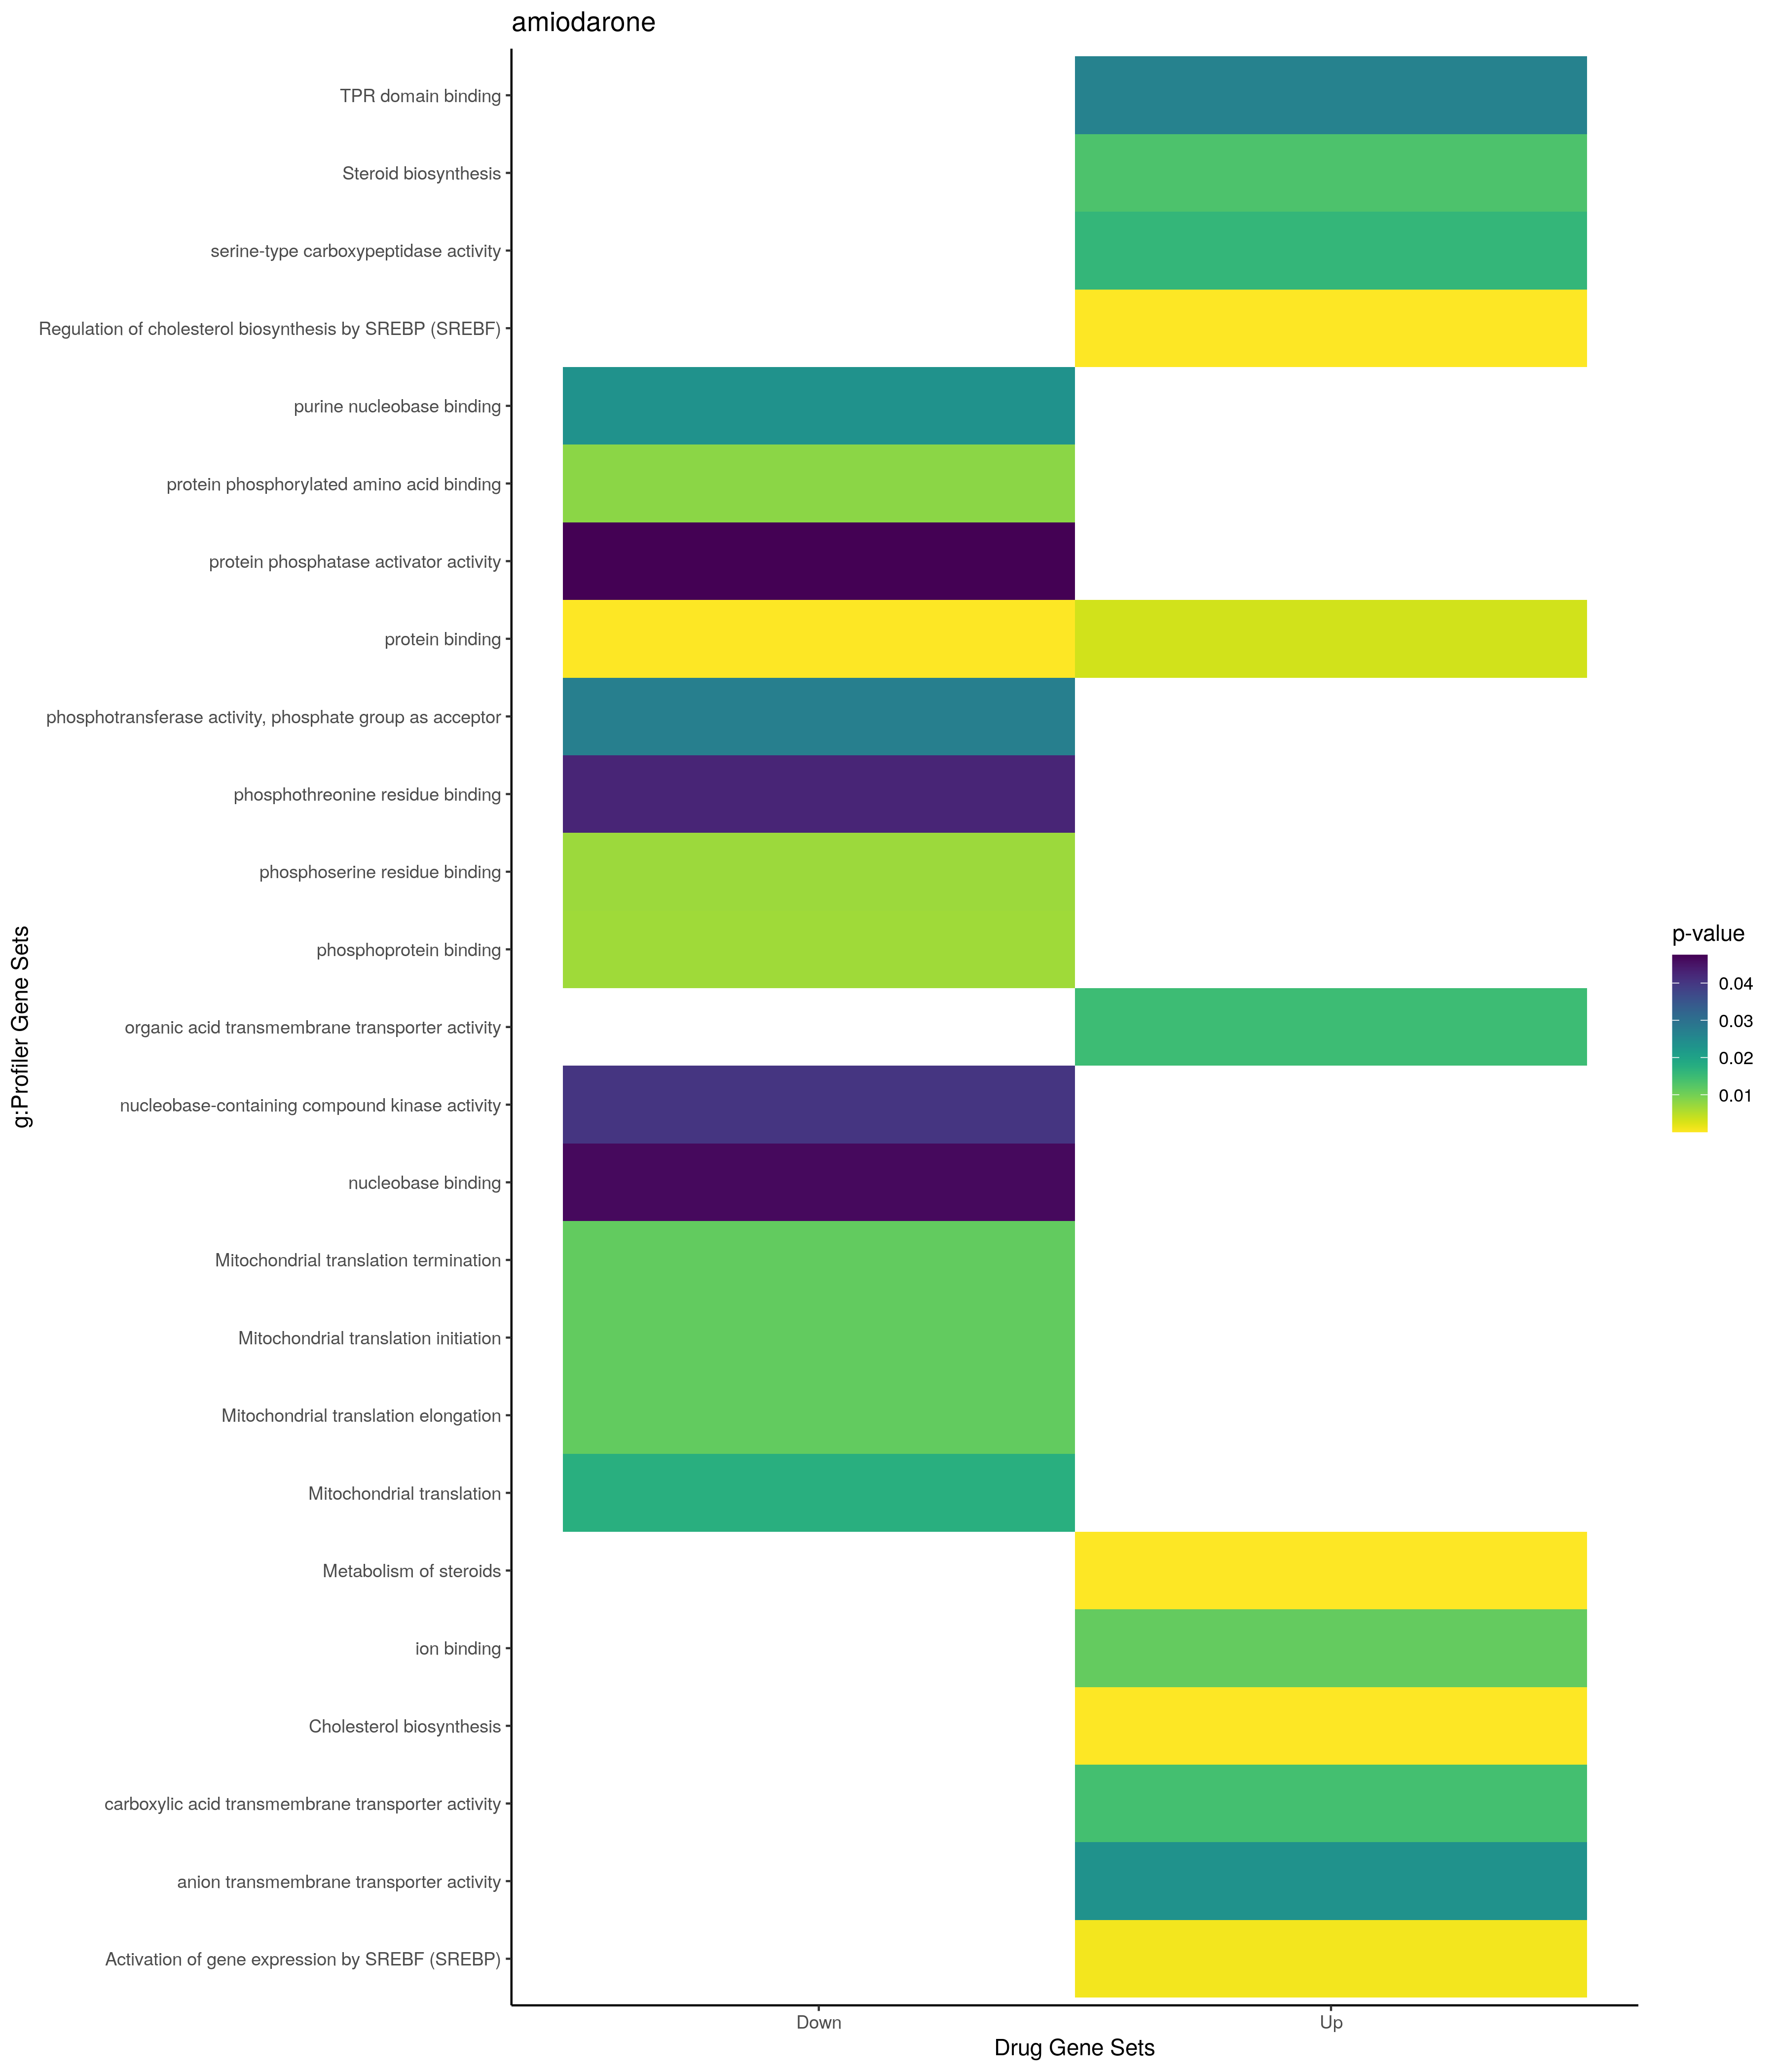 amiodarone
TPR domain binding
Steroid biosynthesis
serine-type carboxypeptidase activity
Regulation of cholesterol biosynthesis by SREBP (SREBF)
purine nucleobase binding
protein phosphorylated amino acid binding
protein phosphatase activator activity
protein binding
phosphotransferase activity, phosphate group as acceptor
phosphothreonine residue binding
phosphoserine residue binding
phosphoprotein binding
organic acid transmembrane transporter activity
nucleobase-containing compound kinase activity
nucleobase binding
Mitochondrial translation termination
Mitochondrial translation initiation
Mitochondrial translation elongation
Mitochondrial translation
Metabolism of steroids
ion binding
Cholesterol biosynthesis
carboxylic acid transmembrane transporter activity
anion transmembrane transporter activity
Activation of gene expression by SREBF (SREBP)
g:Profiler Gene Sets
Down
Up
Drug Gene Sets
p-value
0.04
0.03
0.02
0.01